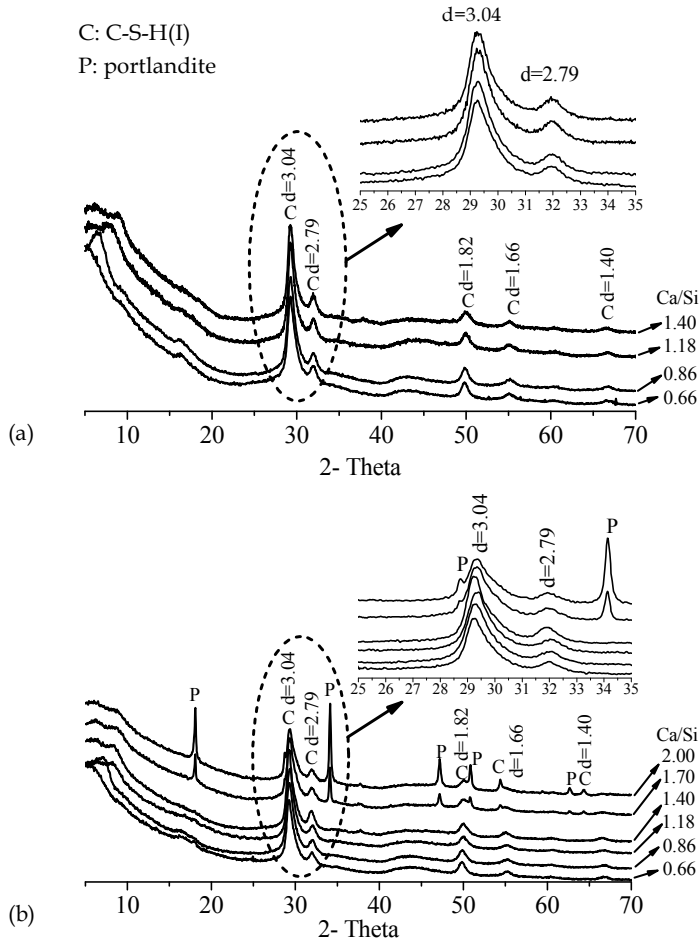 C: C-S-H(I)
P: portlandite
d=3.04
d=2.79
25 26 27 28 29 30 31 32 33 34 35
C d=3.04
C d=2.79
C d=1.82
C d=1.66
C d=1.40
Ca/Si
1.40
1.18
0.86
0.66
10 20 30 40 50 60 70
(a)
2- Theta
P
d=3.04
d=2.79
P
25 26 27 28 29 30 31 32 33 34 35
P
C d=3.04
C d=2.79
P
P
C d=1.82
P
C d=1.66
P
C d=1.40
Ca/Si
2.00
1.70
1.40
1.18
0.86
0.66
10 20 30 40 50 60 70
(b)
2- Theta